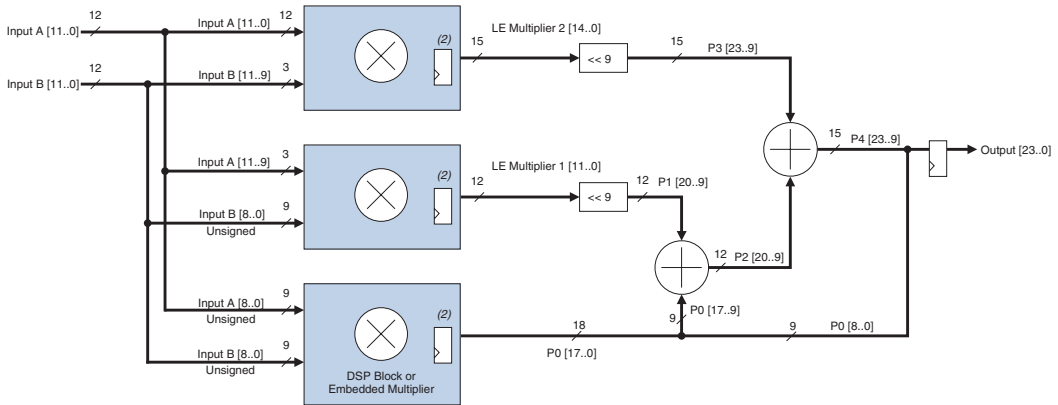 Input A [11..0]
12
Input A [11..0]
12
(2)
15
LE Multiplier 2 [14..0]
<< 9
15
P3 [23..9]
Input B [11..0]
12
Input B [11..9]
3
Input A [11..9]
3
(2)
12
LE Multiplier 1 [11..0]
<< 9
12
P1 [20..9]
15
P4 [23..9]
Output [23..0]
Input B [8..0]
9
Unsigned
12
P2 [20..9]
Input A [8..0]
9
Unsigned
(2)
18
P0 [17..0]
9
P0 [17..9]
9
P0 [8..0]
Input B [8..0]
9
Unsigned
DSP Block or
Embedded Multiplier